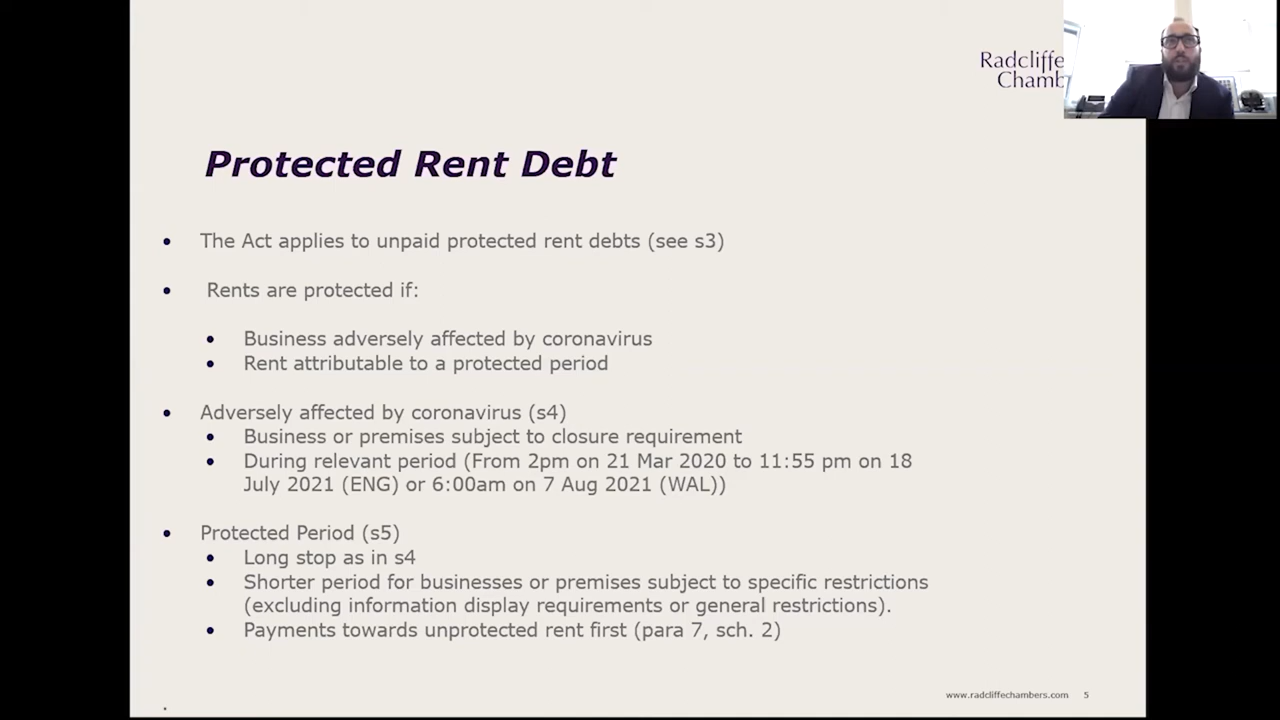 Radcliffe
Chamb
Protected Rent Debt
• The Act applies to unpaid protected rent debts (see s3)
• Rents are protected if:
• Business adversely affected by coronavirus
• Rent attributable to a protected period
• Adversely affected by coronavirus (s4)
• Business or premises subject to closure requirement
• During relevant period (From 2pm on 21 Mar 2020 to 11:55 pm on 18
July 2021 (ENG) or 6:00am on 7 Aug 2021 (WAL))
• Protected Period (s5)
• Long stop as in s4
• Shorter period for businesses or premises subject to specific restrictions
(excluding information display requirements or general restrictions).
• Payments towards unprotected rent first (para 7, sch. 2)
www.radcliffechambers.com 5
.